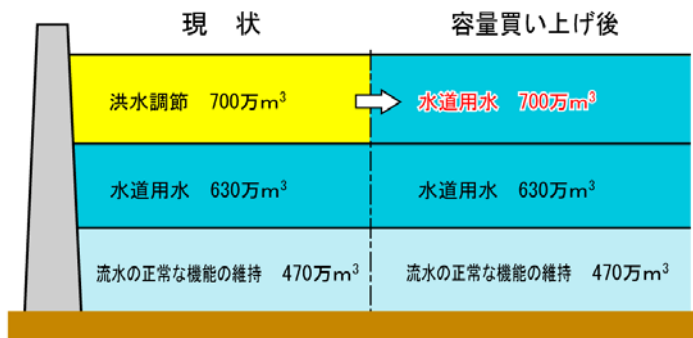 現 状 容量買い上げ後
洪水調節 700万m³ 水道用水 700万m³
水道用水 630万m³ 水道用水 630万m³
流水の正常な機能の維持 470万m³ 流水の正常な機能の維持 470万m³